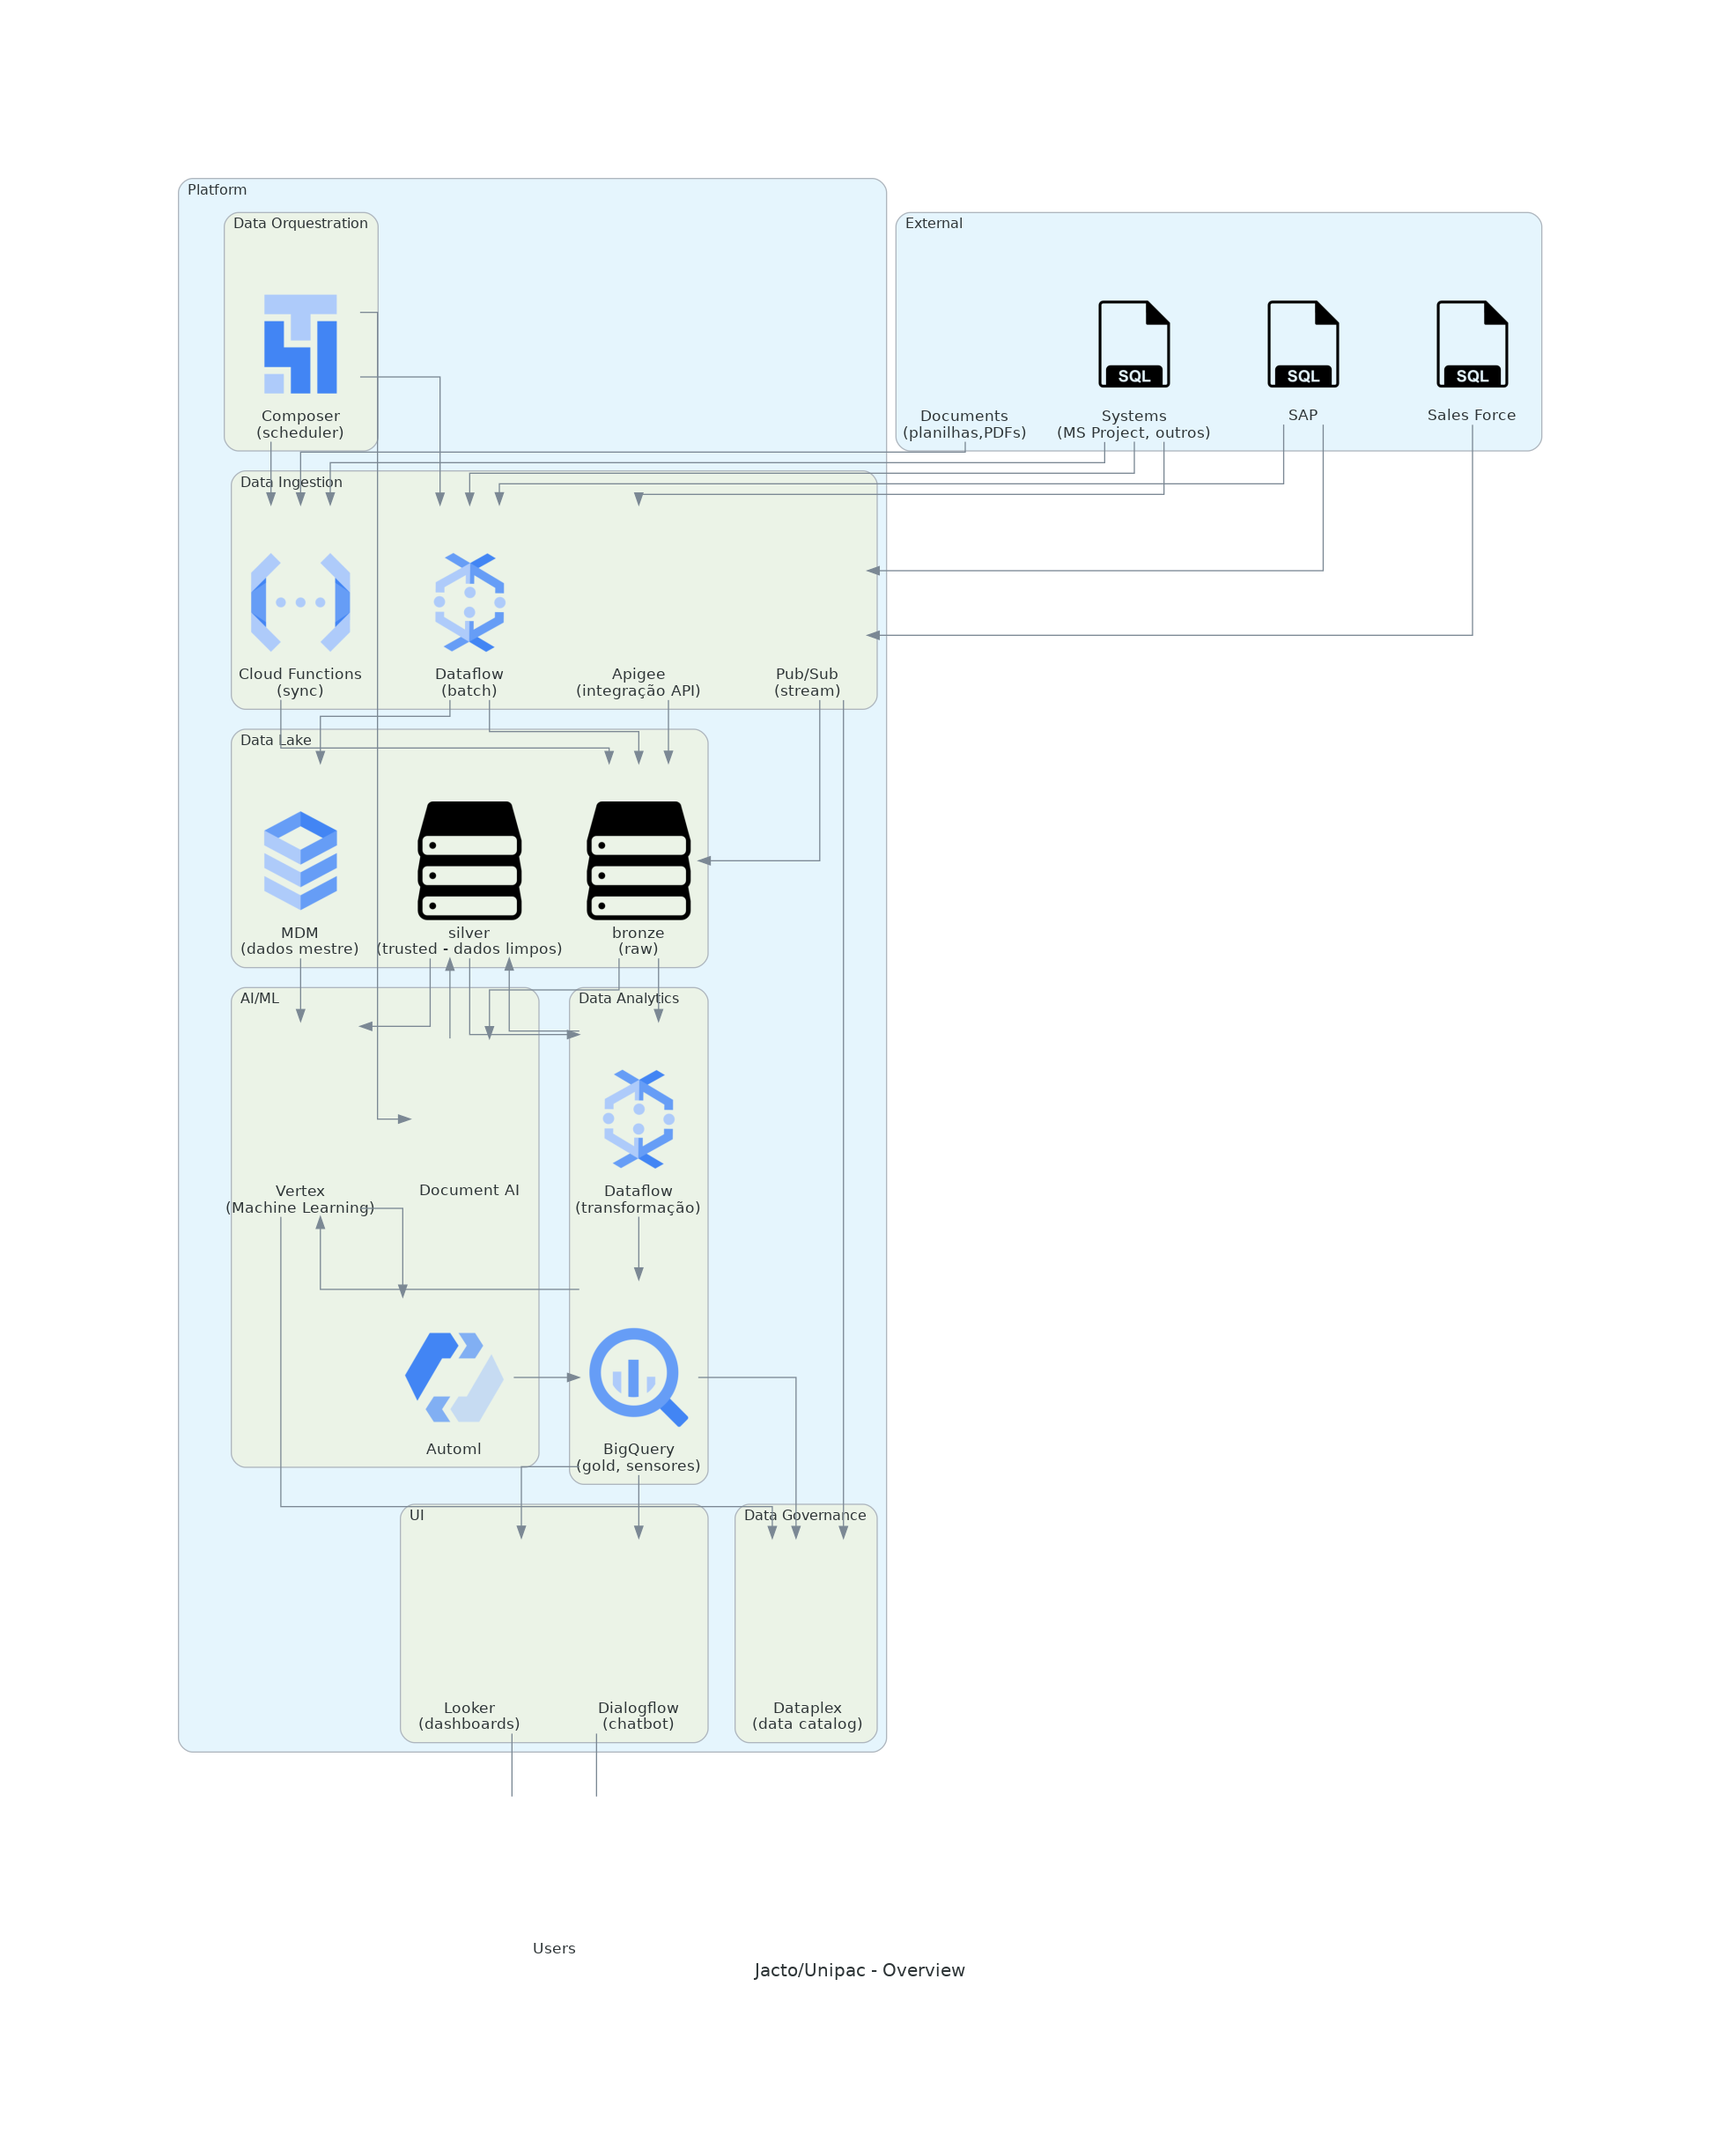 Platform
Data Orquestration
External
SQL
SQL
SQL
Composer
(scheduler)
Documents
(planilhas,PDFs)
Systems
(MS Project, outros)
SAP
Sales Force
Data Ingestion
Cloud Functions
(sync)
Dataflow
(batch)
Apigee
(integração API)
Pub/Sub
(stream)
Data Lake
MDM
(dados mestre)
silver
(trusted - dados limpos)
bronze
(raw)
AI/ML
Data Analytics
Vertex
(Machine Learning)
Document AI
Dataflow
(transformação)
Automl
BigQuery
(gold, sensores)
UI
Data Governance
Looker
(dashboards)
Dialogflow
(chatbot)
Dataplex
(data catalog)
Users
Jacto/Unipac - Overview